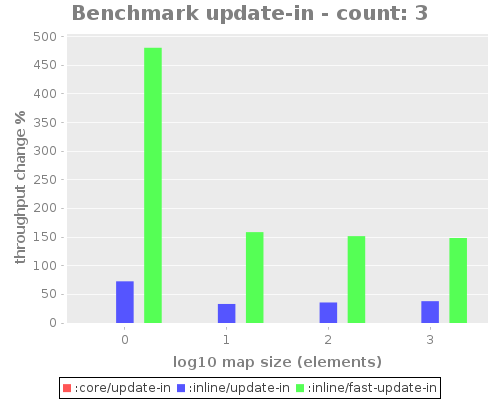 Benchmark update-in - count: 3
throughput change %
500
450
400
350
300
250
200
150
100
50
0
0 1 2 3
log10 map size (elements)
:core/update-in :inline/update-in :inline/fast-update-in